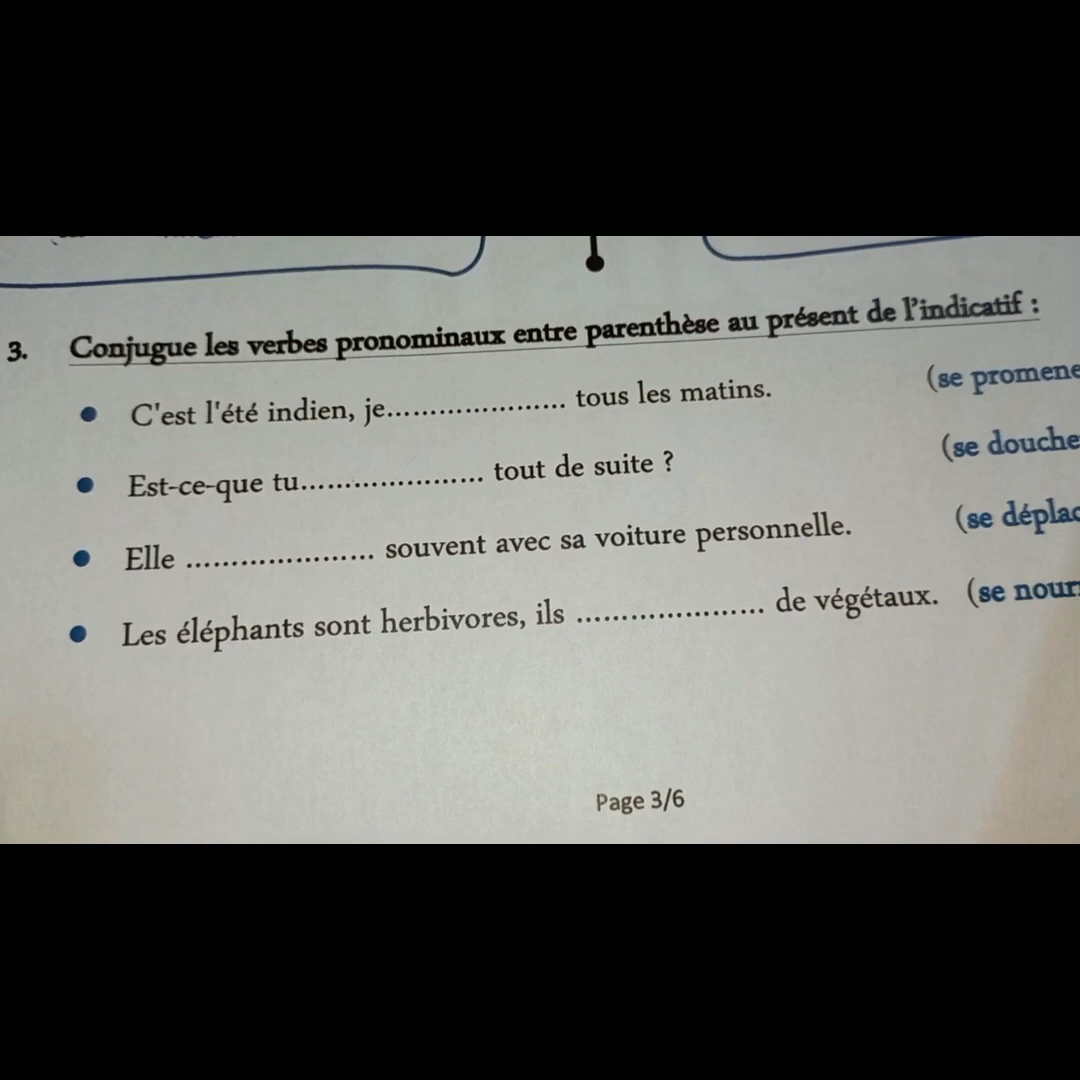 3. Conjugue les verbes pronominaux entre parenthèse au présent de l'indicatif :
• C'est l'été indien, je..................... tous les matins. (se promene
• Est-ce-que tu..................... tout de suite ? (se douche
• Elle ..................... souvent avec sa voiture personnelle. (se déplac
• Les éléphants sont herbivores, ils ..................... de végétaux. (se nour
Page 3/6